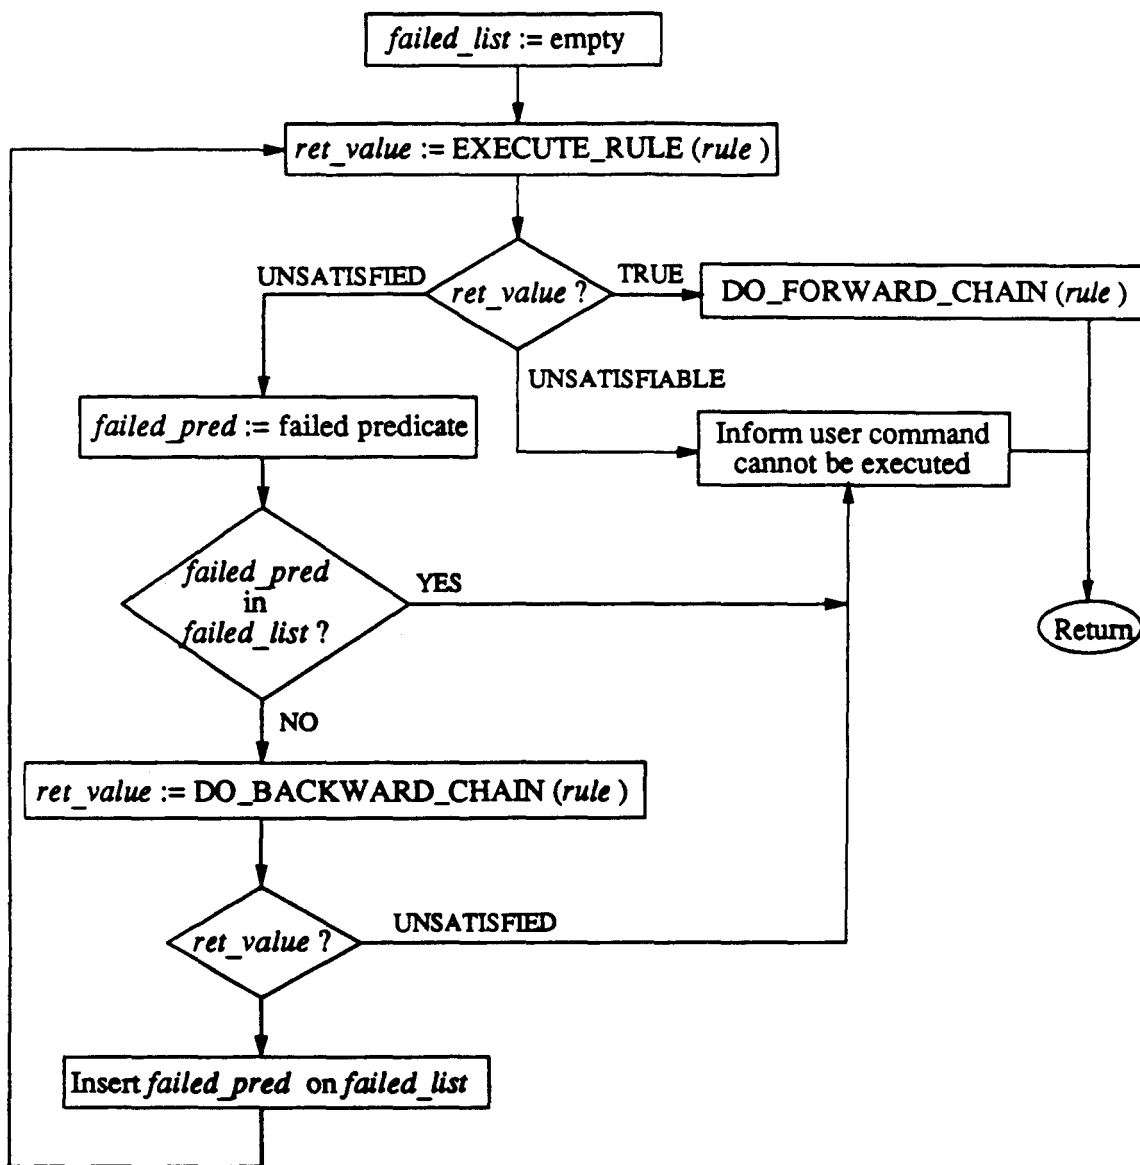 failed_list := empty
ret_value := EXECUTE_RULE (rule )
UNSATISFIED
ret_value ?
TRUE
DO_FORWARD_CHAIN (rule )
UNSATISFIABLE
failed_pred := failed predicate
Inform user command
cannot be executed
failed_pred
in
failed_list ?
YES
Return
NO
ret_value := DO_BACKWARD_CHAIN (rule )
UNSATISFIED
ret_value ?
Insert failed_pred on failed_list